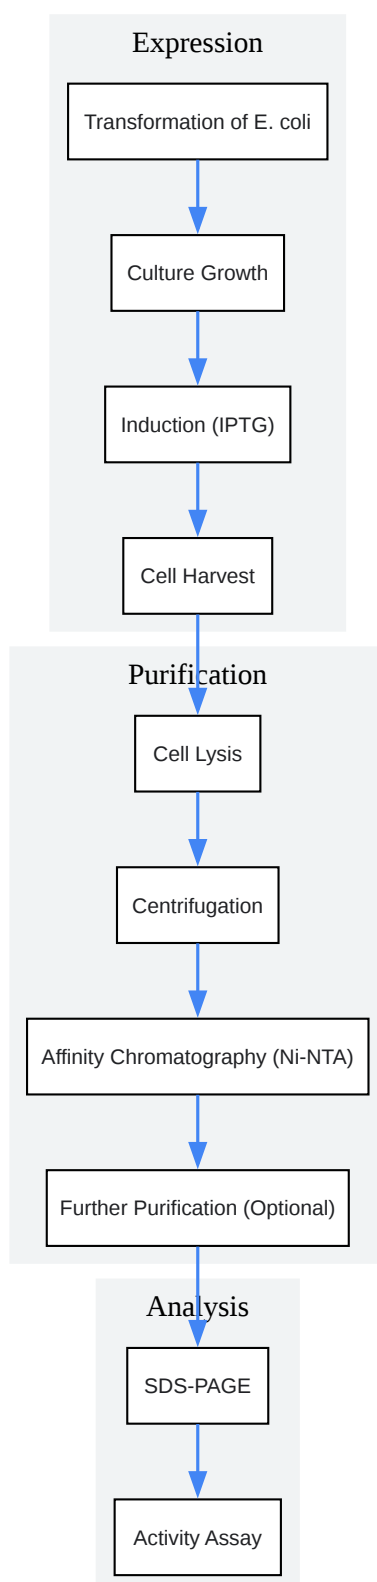 Expression
Transformation of E. coli
Culture Growth
Induction (IPTG)
Cell Harvest
Purification
Cell Lysis
Centrifugation
Affinity Chromatography (Ni-NTA)
Further Purification (Optional)
Analysis
SDS-PAGE
Activity Assay